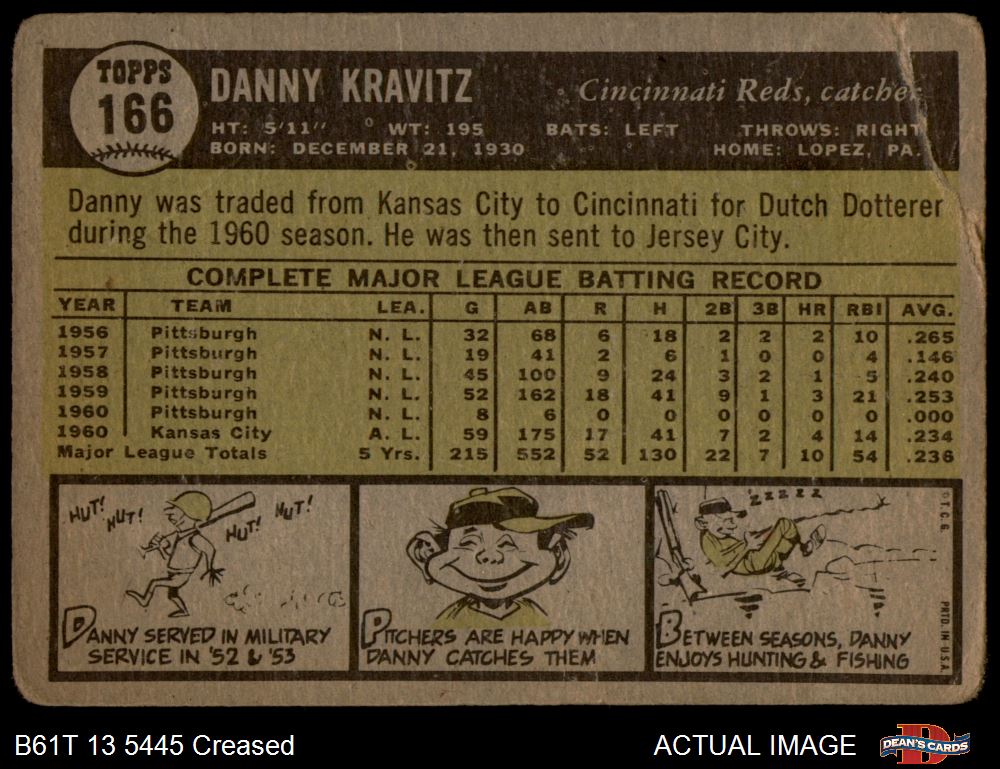 TOPPS
166
DANNY KRAVITZ
Cincinnati Reds, catcher
HT: 5'11" WT: 195 BATS: LEFT THROWS: RIGHT
BORN: DECEMBER 21, 1930 HOME: LOPEZ, PA.
Danny was traded from Kansas City to Cincinnati for Dutch Dotterer
during the 1960 season. He was then sent to Jersey City.
COMPLETE MAJOR LEAGUE BATTING RECORD
YEAR TEAM LEA. G AB R H 2B 3B HR RBI AVG.
1956 Pittsburgh N. L. 32 68 6 18 2 2 2 10 .265
1957 Pittsburgh N. L. 19 41 2 6 1 0 0 4 .146
1958 Pittsburgh N. L. 45 100 9 24 3 2 1 5 .240
1959 Pittsburgh N. L. 52 162 18 41 9 1 3 21 .253
1960 Pittsburgh N. L. 8 6 0 0 0 0 0 0 .000
1960 Kansas City A. L. 59 175 17 41 7 2 4 14 .234
Major League Totals 5 Yrs. 215 552 52 130 22 7 10 54 .236
HUT! HUT! HUT! HUT!
DANNY SERVED IN MILITARY
SERVICE IN '52 & '53
PITCHERS ARE HAPPY WHEN
DANNY CATCHES THEM
ZZZZZ
BETWEEN SEASONS, DANNY
ENJOYS HUNTING & FISHING
© T. C. G.
PRTD. IN U.S.A.
B61T 13 5445 Creased
ACTUAL IMAGE
DEAN'S CARDS